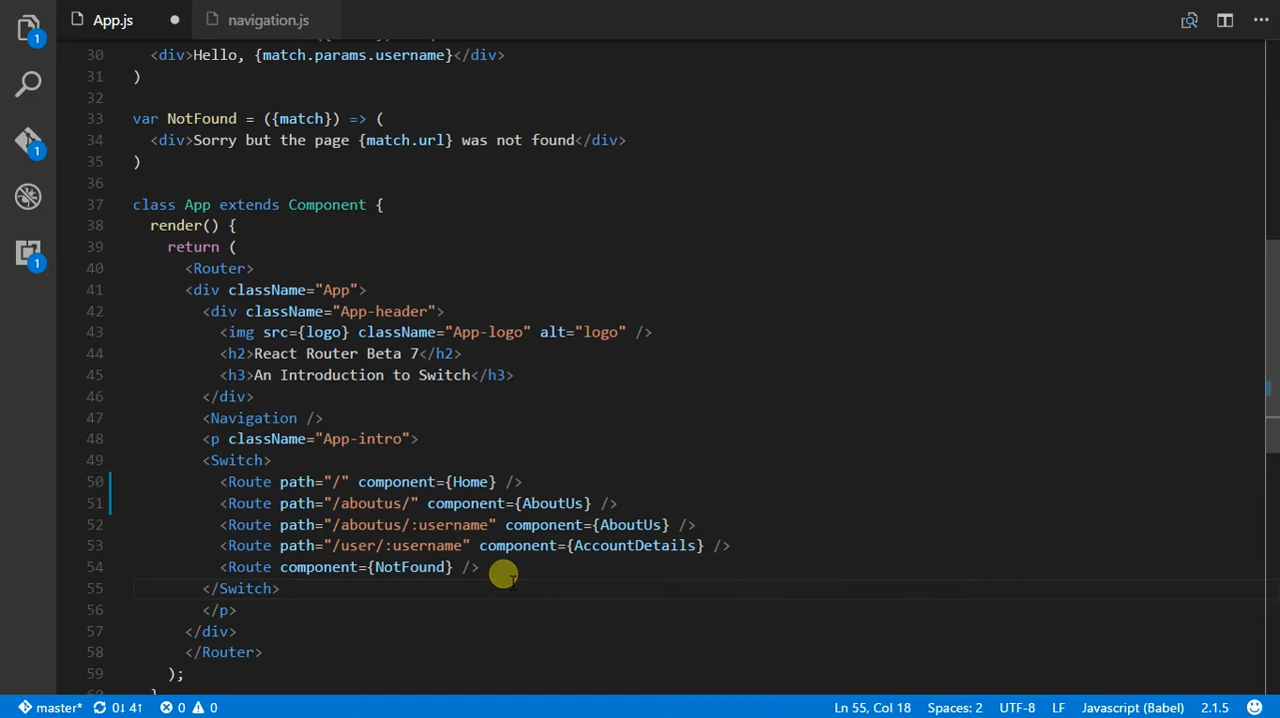 App.js
navigation.js
1
30 <div>Hello, {match.params.username}</div>
31 )
32
33 var NotFound = ({match}) => (
1
34 <div>Sorry but the page {match.url} was not found</div>
35 )
36
37 class App extends Component {
38 render() {
39 return (
1
40 <Router>
41 <div className="App">
42 <div className="App-header">
43 <img src={logo} className="App-logo" alt="logo" />
44 <h2>React Router Beta 7</h2>
45 <h3>An Introduction to Switch</h3>
46 </div>
47 <Navigation />
48 <p className="App-intro">
49 <Switch>
50 <Route path="/" component={Home} />
51 <Route path="/aboutus/" component={AboutUs} />
52 <Route path="/aboutus/:username" component={AboutUs} />
53 <Route path="/user/:username" component={AccountDetails} />
54 <Route component={NotFound} />
55 </Switch>
56 </p>
57 </div>
58 </Router>
59 );
master* 0↓ 4↑ 0 0 Ln 55, Col 18 Spaces: 2 UTF-8 LF Javascript (Babel) 2.1.5